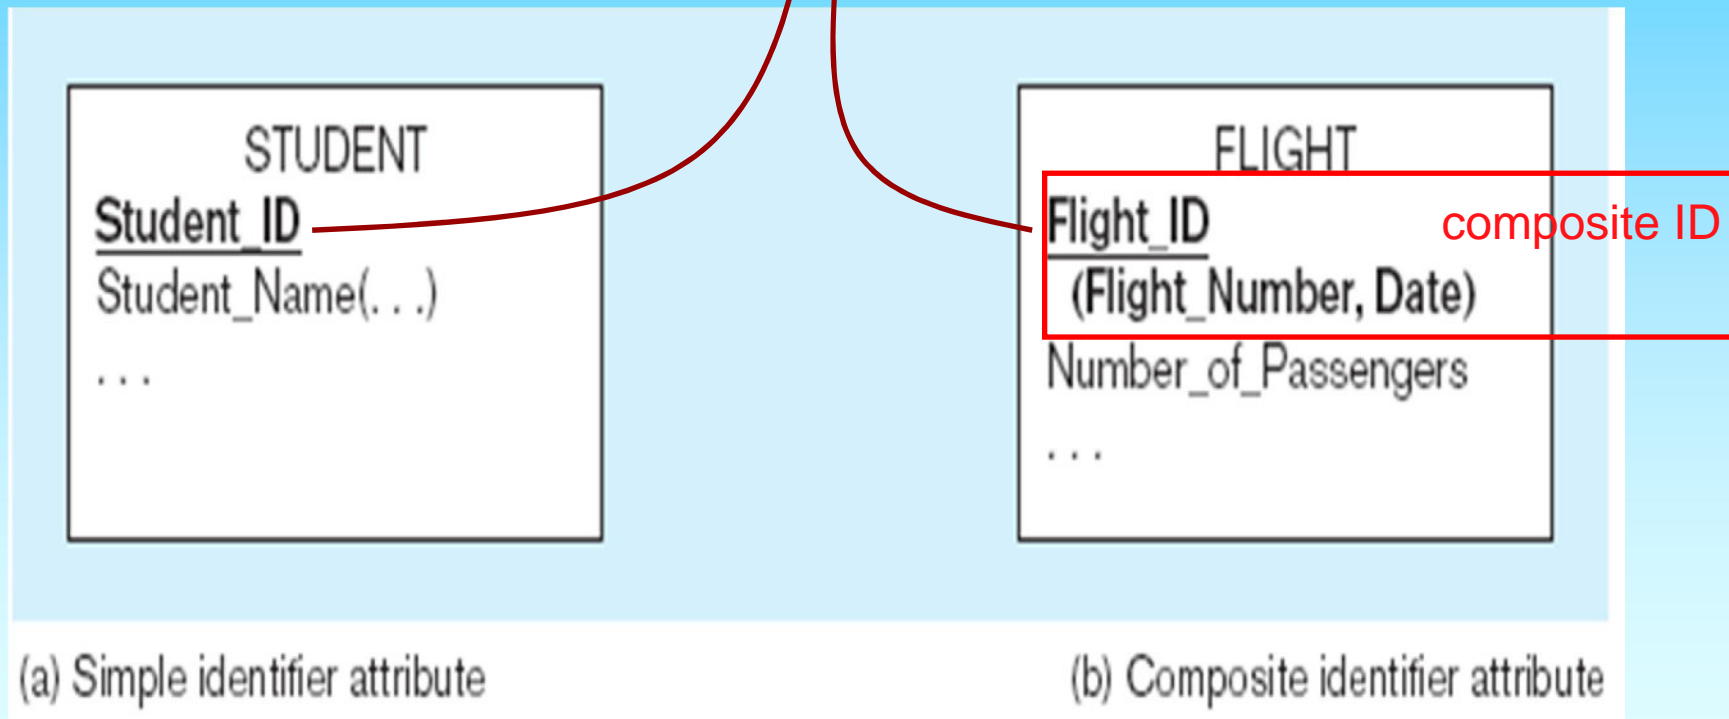 STUDENT
Student_ID
Student_Name(. . .)
. . .
FLIGHT
Flight_ID
composite ID
(Flight_Number, Date)
Number_of_Passengers
. . .
(a) Simple identifier attribute
(b) Composite identifier attribute